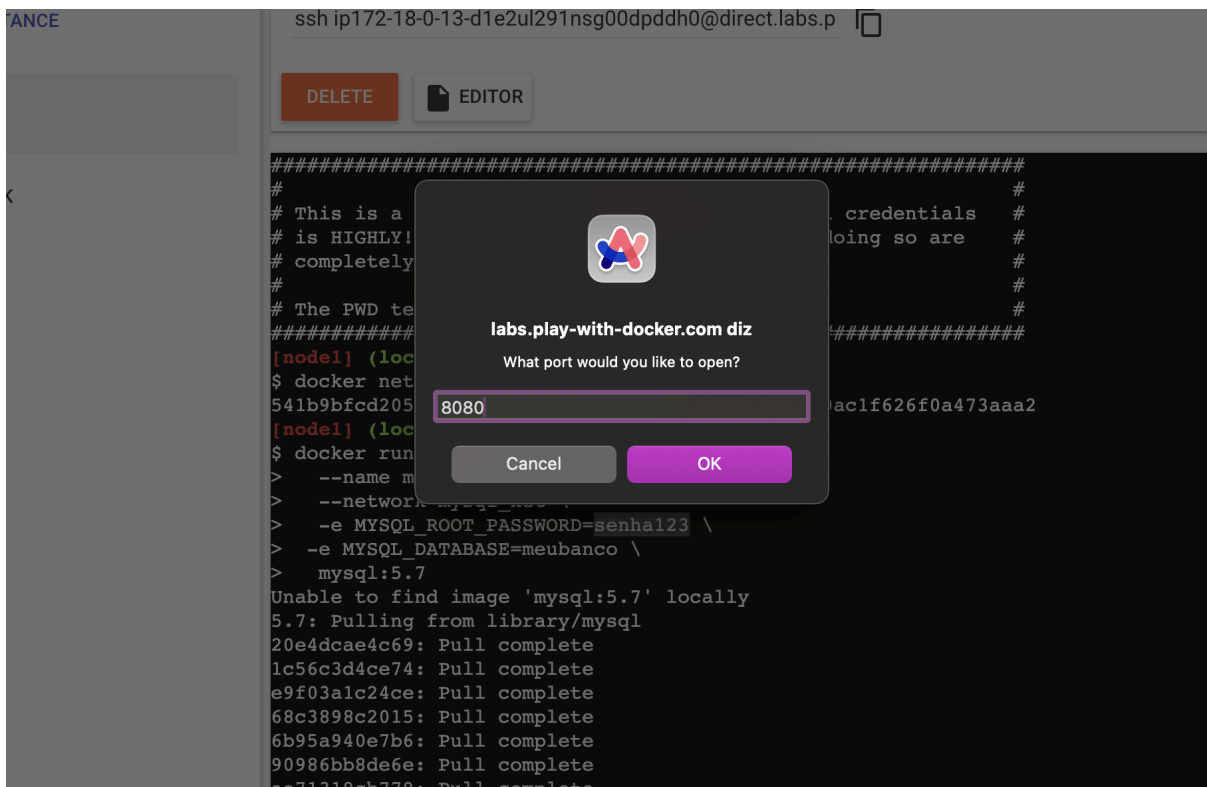 TANCE
ssh ip172-18-0-13-d1e2ul291nsg00dpddh0@direct.labs.p
DELETE
EDITOR
###############################################################
# #
# This is a credentials #
# is HIGHLY! doing so are #
# completely #
# #
# The PWD te #
###############################################################
labs.play-with-docker.com diz
What port would you like to open?
8080
Cancel
OK
[node1] (loc
$ docker net
541b9bfcd205 ac1f626f0a473aaa2
[node1] (loc
$ docker run
> --name m
> --network mysql_net \
> -e MYSQL_ROOT_PASSWORD=senha123 \
> -e MYSQL_DATABASE=meubanco \
> mysql:5.7
Unable to find image 'mysql:5.7' locally
5.7: Pulling from library/mysql
20e4dcae4c69: Pull complete
1c56c3d4ce74: Pull complete
e9f03a1c24ce: Pull complete
68c3898c2015: Pull complete
6b95a940e7b6: Pull complete
90986bb8de6e: Pull complete